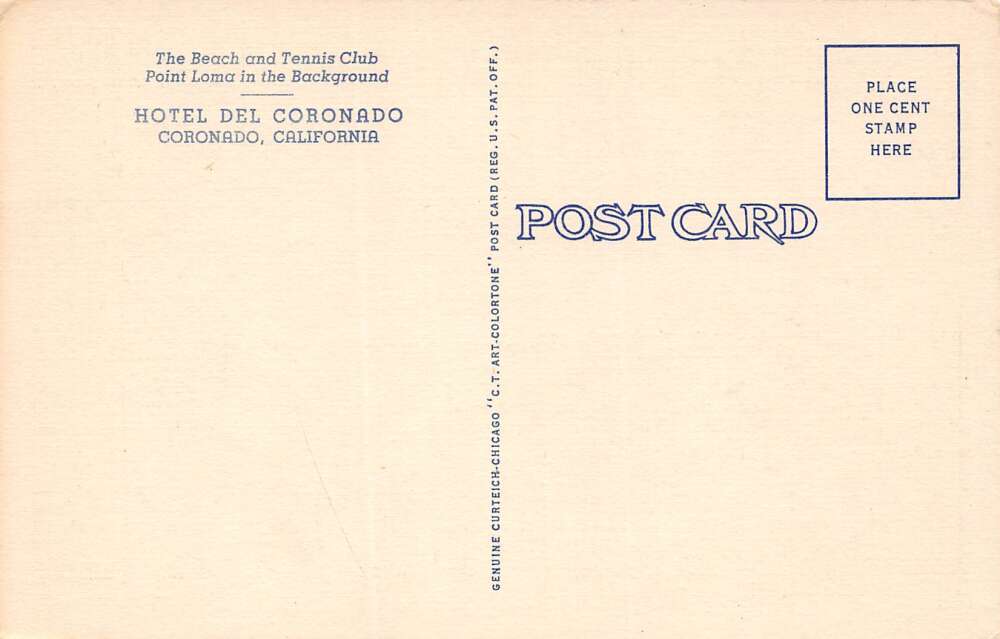 The Beach and Tennis Club
Point Loma in the Background
HOTEL DEL CORONADO
CORONADO, CALIFORNIA
GENUINE CURTEICH-CHICAGO "C.T. ART-COLORTONE" POST CARD (REG. U.S. PAT. OFF.)
POST CARD
PLACE
ONE CENT
STAMP
HERE